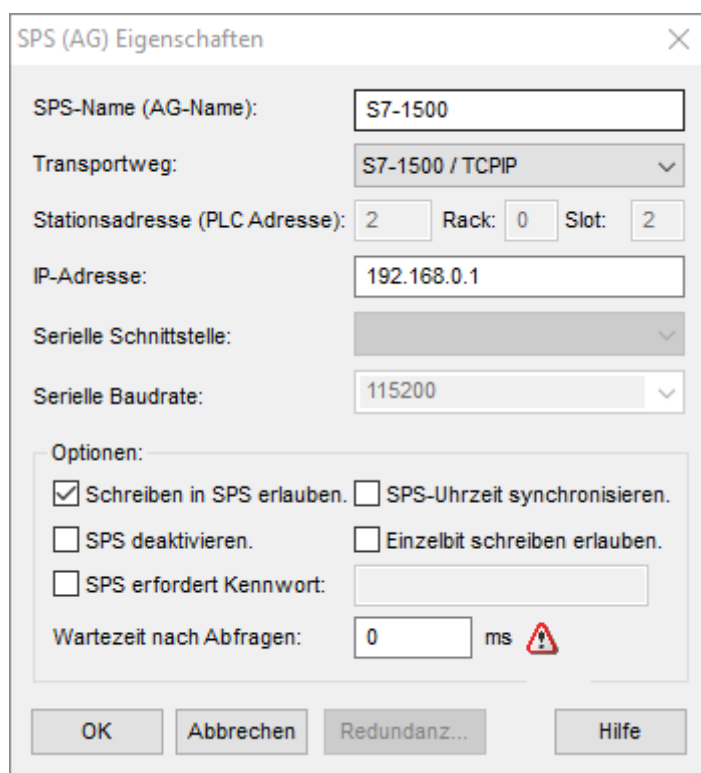 SPS (AG) Eigenschaften
SPS-Name (AG-Name): S7-1500
Transportweg: S7-1500 / TCPIP
Stationsadresse (PLC Adresse): 2 Rack: 0 Slot: 2
IP-Adresse: 192.168.0.1
Serielle Schnittstelle:
Serielle Baudrate: 115200
Optionen:
Schreiben in SPS erlauben. SPS-Uhrzeit synchronisieren.
SPS deaktivieren. Einzelbit schreiben erlauben.
SPS erfordert Kennwort:
Wartezeit nach Abfragen: 0 ms
OK Abbrechen Redundanz... Hilfe